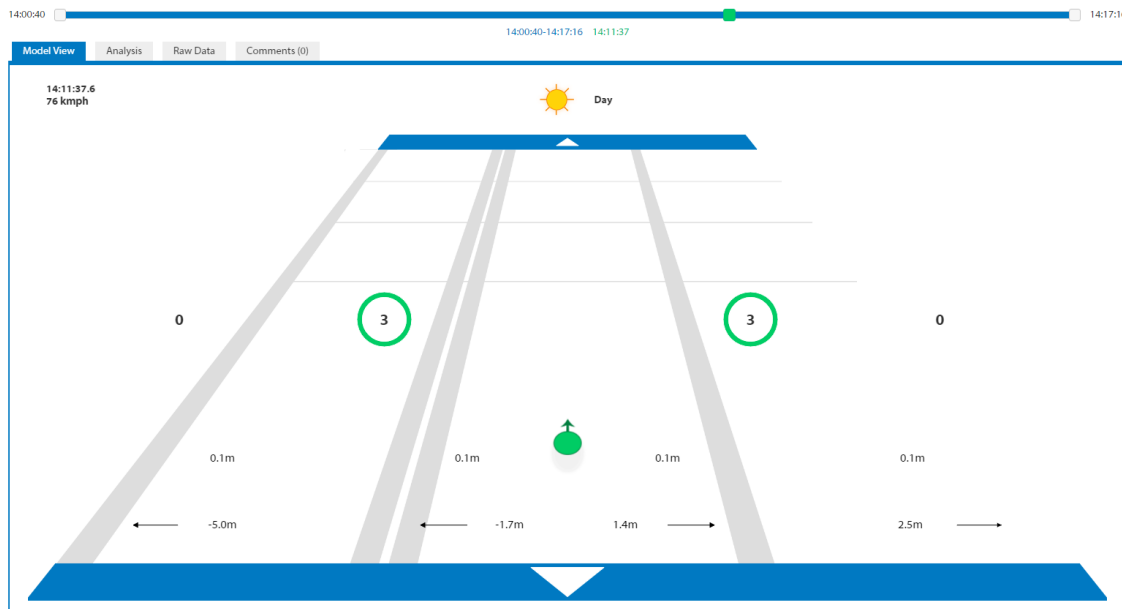 14:00:40
14:17:16
14:00:40-14:17:16 14:11:37
Model View Analysis Raw Data Comments (0)
14:11:37.6
76 kmph
Day
0 3 3 0
0.1m 0.1m 0.1m 0.1m
-5.0m -1.7m 1.4m 2.5m